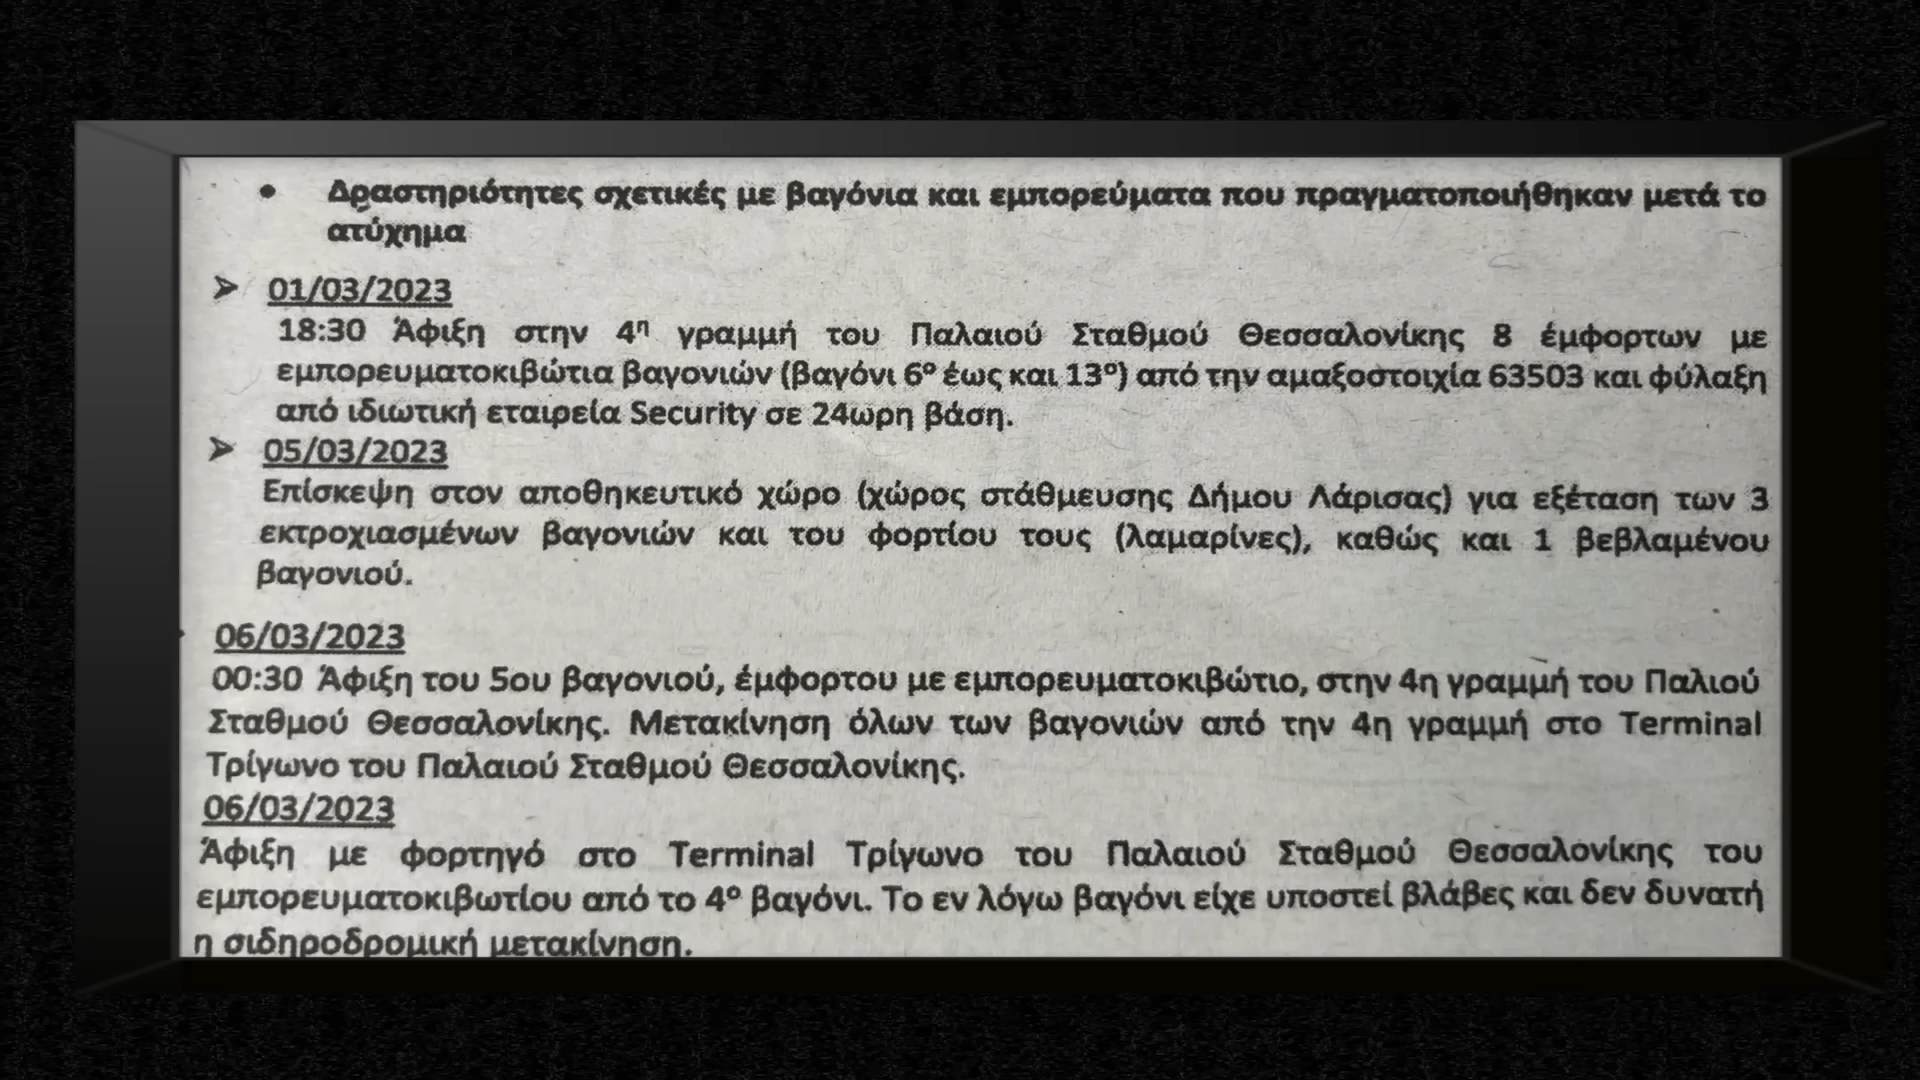 • Δραστηριότητες σχετικές με βαγόνια και εμπορεύματα που πραγματοποιήθηκαν μετά το
ατύχημα
➢ 01/03/2023
18:30 Άφιξη στην 4η γραμμή του Παλαιού Σταθμού Θεσσαλονίκης 8 έμφορτων με
εμπορευματοκιβώτια βαγονιών (βαγόνι 6ο έως και 13ο) από την αμαξοστοιχία 63503 και φύλαξη
από ιδιωτική εταιρεία Security σε 24ωρη βάση.
➢ 05/03/2023
Επίσκεψη στον αποθηκευτικό χώρο (χώρος στάθμευσης Δήμου Λάρισας) για εξέταση των 3
εκτροχιασμένων βαγονιών και του φορτίου τους (λαμαρίνες), καθώς και 1 βεβλαμένου
βαγονιού.
06/03/2023
00:30 Άφιξη του 5ου βαγονιού, έμφορτου με εμπορευματοκιβώτιο, στην 4η γραμμή του Παλιού
Σταθμού Θεσσαλονίκης. Μετακίνηση όλων των βαγονιών από την 4η γραμμή στο Terminal
Τρίγωνο του Παλαιού Σταθμού Θεσσαλονίκης.
06/03/2023
Άφιξη με φορτηγό στο Terminal Τρίγωνο του Παλαιού Σταθμού Θεσσαλονίκης του
εμπορευματοκιβωτίου από το 4ο βαγόνι. Το εν λόγω βαγόνι είχε υποστεί βλάβες και δεν δυνατή
η σιδηροδρομική μετακίνηση.